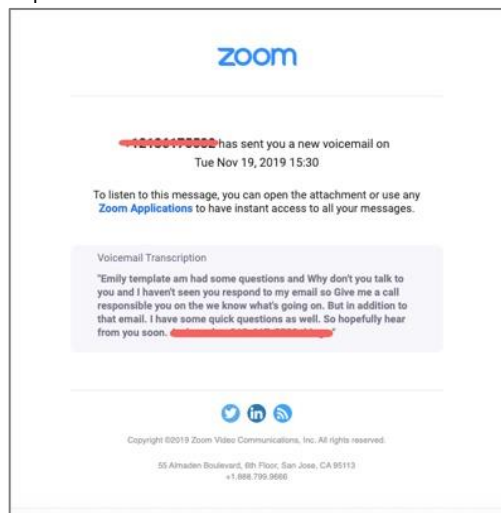 zoom
has sent you a new voicemail on
Tue Nov 19, 2019 15:30
To listen to this message, you can open the attachment or use any
Zoom Applications to have instant access to all your messages.
Voicemail Transcription
"Emily template am had some questions and Why don't you talk to
you and I haven't seen you respond to my email so Give me a call
responsible you on the we know what's going on. But in addition to
that email. I have some quick questions as well. So hopefully hear
from you soon.
in
Copyright ©2019 Zoom Video Communications, Inc. All rights reserved.
55 Almaden Boulevard, 6th Floor, San Jose, CA 95113
+1.888.799.9666